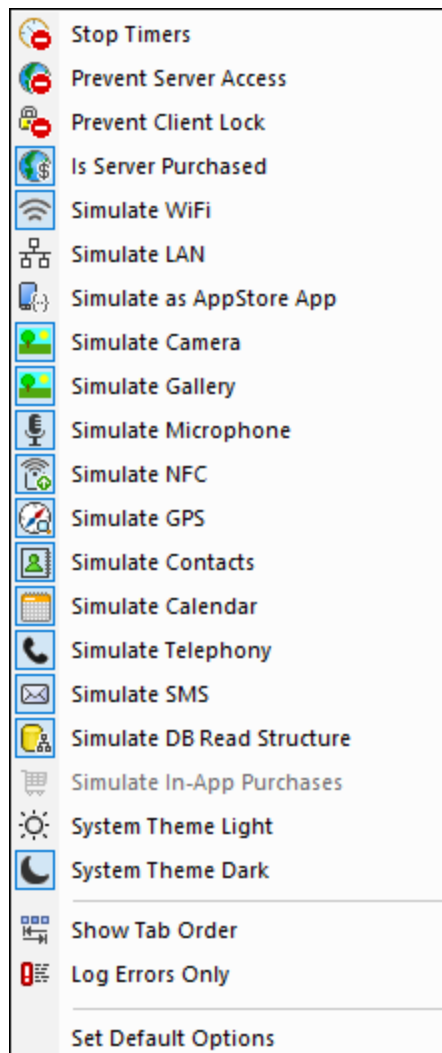 Stop Timers
Prevent Server Access
Prevent Client Lock
Is Server Purchased
Simulate WiFi
Simulate LAN
Simulate as AppStore App
Simulate Camera
Simulate Gallery
Simulate Microphone
Simulate NFC
Simulate GPS
Simulate Contacts
Simulate Calendar
Simulate Telephony
Simulate SMS
Simulate DB Read Structure
Simulate In-App Purchases
System Theme Light
System Theme Dark
Show Tab Order
Log Errors Only
Set Default Options